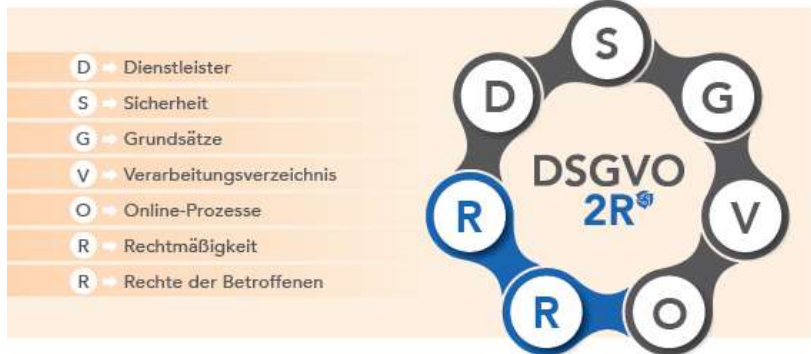 D Dienstleister
S Sicherheit
G Grundsätze
V Verarbeitungsverzeichnis
O Online-Prozesse
R Rechtmäßigkeit
R Rechte der Betroffenen
S
D
G
DSGVO
2R
R
V
R
O